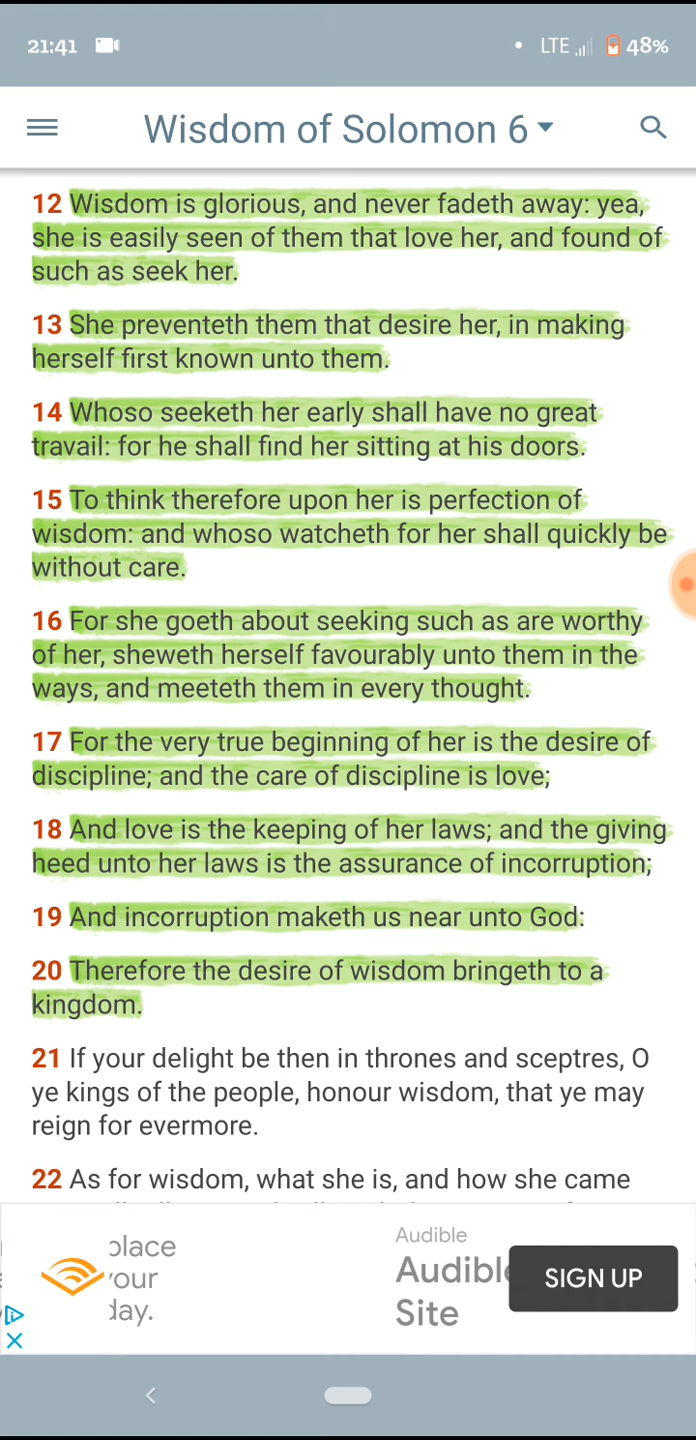 21:41
LTE
48%
Wisdom of Solomon 6
12 Wisdom is glorious, and never fadeth away: yea,
she is easily seen of them that love her, and found of
such as seek her.
13 She preventeth them that desire her, in making
herself first known unto them.
14 Whoso seeketh her early shall have no great
travail: for he shall find her sitting at his doors.
15 To think therefore upon her is perfection of
wisdom: and whoso watcheth for her shall quickly be
without care.
16 For she goeth about seeking such as are worthy
of her, sheweth herself favourably unto them in the
ways, and meeteth them in every thought.
17 For the very true beginning of her is the desire of
discipline; and the care of discipline is love;
18 And love is the keeping of her laws; and the giving
heed unto her laws is the assurance of incorruption;
19 And incorruption maketh us near unto God:
20 Therefore the desire of wisdom bringeth to a
kingdom.
21 If your delight be then in thrones and sceptres, O
ye kings of the people, honour wisdom, that ye may
reign for evermore.
22 As for wisdom, what she is, and how she came
place
your
day.
Audible
Audible
Site
SIGN UP